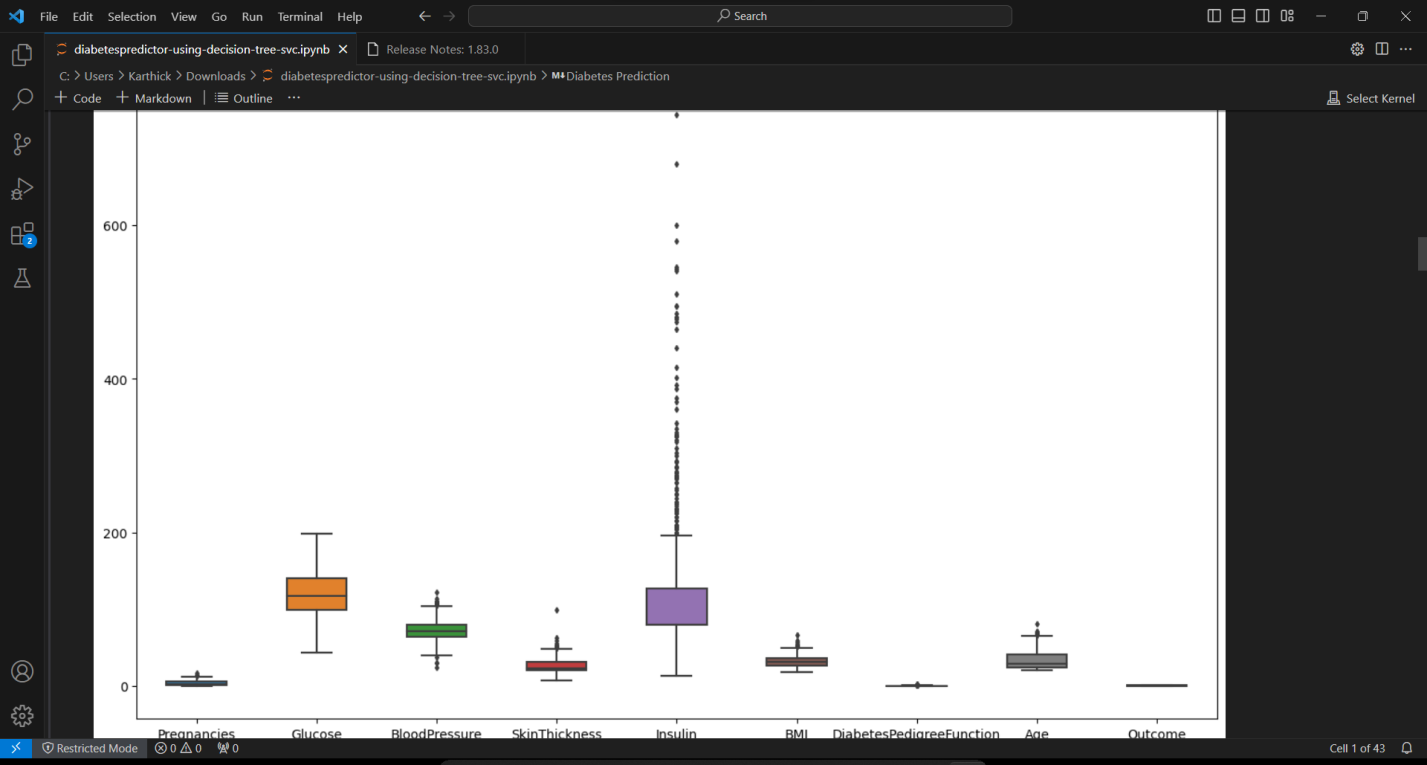 File Edit Selection View Go Run Terminal Help
Search
diabetespredictor-using-decision-tree-svc.ipynb
Release Notes: 1.83.0
C: > Users > Karthick > Downloads > diabetespredictor-using-decision-tree-svc.ipynb > M↓Diabetes Prediction
+ Code + Markdown | Outline ···
Select Kernel
2
600
400
200
0
Pregnancies Glucose BloodPressure SkinThickness Insulin BMI DiabetesPedigreeFunction Age Outcome
Restricted Mode 0 0 0
Cell 1 of 43